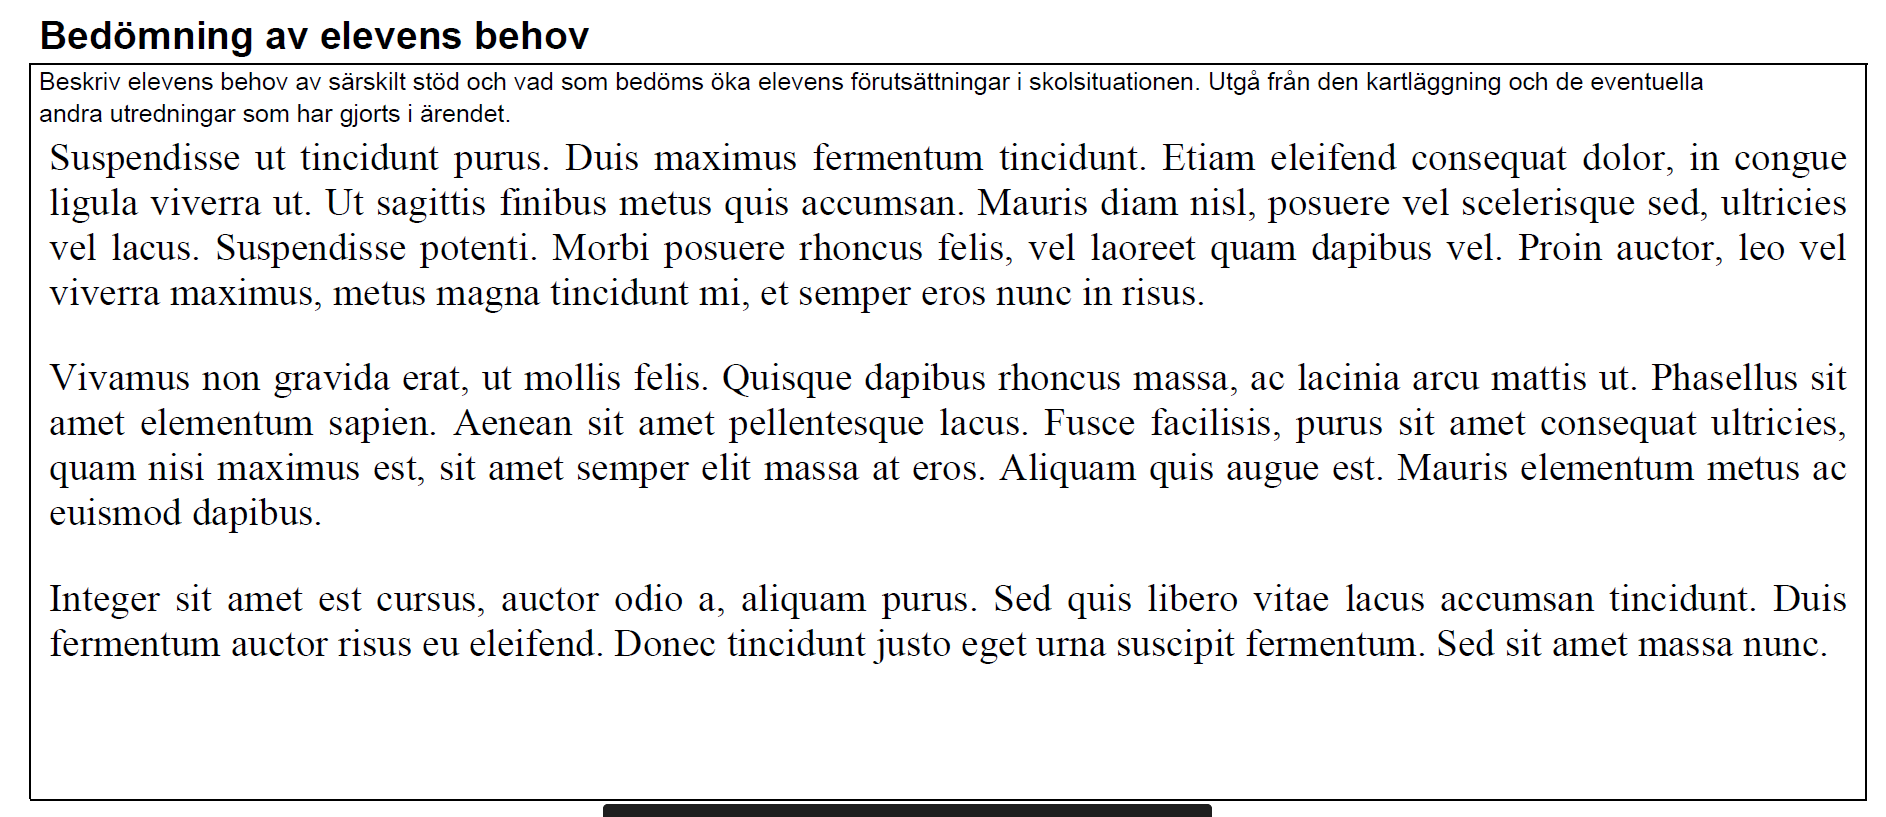 Bedömning av elevens behov
Beskriv elevens behov av särskilt stöd och vad som bedöms öka elevens förutsättningar i skolsituationen. Utgå från den kartläggning och de eventuella
andra utredningar som har gjorts i ärendet.
Suspendisse ut tincidunt purus. Duis maximus fermentum tincidunt. Etiam eleifend consequat dolor, in congue
ligula viverra ut. Ut sagittis finibus metus quis accumsan. Mauris diam nisl, posuere vel scelerisque sed, ultricies
vel lacus. Suspendisse potenti. Morbi posuere rhoncus felis, vel laoreet quam dapibus vel. Proin auctor, leo vel
viverra maximus, metus magna tincidunt mi, et semper eros nunc in risus.
Vivamus non gravida erat, ut mollis felis. Quisque dapibus rhoncus massa, ac lacinia arcu mattis ut. Phasellus sit
amet elementum sapien. Aenean sit amet pellentesque lacus. Fusce facilisis, purus sit amet consequat ultricies,
quam nisi maximus est, sit amet semper elit massa at eros. Aliquam quis augue est. Mauris elementum metus ac
euismod dapibus.
Integer sit amet est cursus, auctor odio a, aliquam purus. Sed quis libero vitae lacus accumsan tincidunt. Duis
fermentum auctor risus eu eleifend. Donec tincidunt justo eget urna suscipit fermentum. Sed sit amet massa nunc.